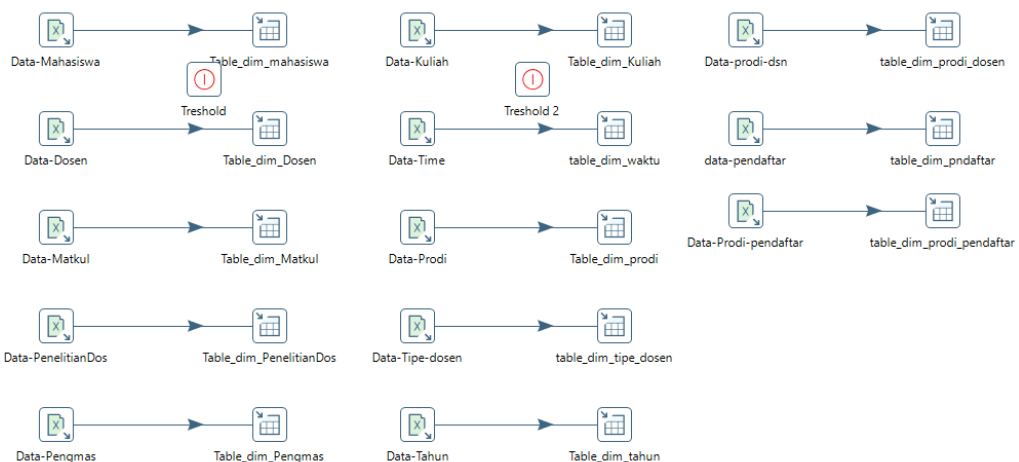 Data-Mahasiswa
Table_dim_mahasiswa
Data-Kuliah
Table_dim_Kuliah
Data-prodi-dsn
table_dim_prodi_dosen
Treshold
Treshold 2
Data-Dosen
Table_dim_Dosen
Data-Time
table_dim_waktu
data-pendaftar
table_dim_pndaftar
Data-Matkul
Table_dim_Matkul
Data-Prodi
Table_dim_prodi
Data-Prodi-pendaftar
table_dim_prodi_pendaftar
Data-PenelitianDos
Table_dim_PenelitianDos
Data-Tipe-dosen
table_dim_tipe_dosen
Data-Pengmas
Table_dim_Pengmas
Data-Tahun
Table_dim_tahun